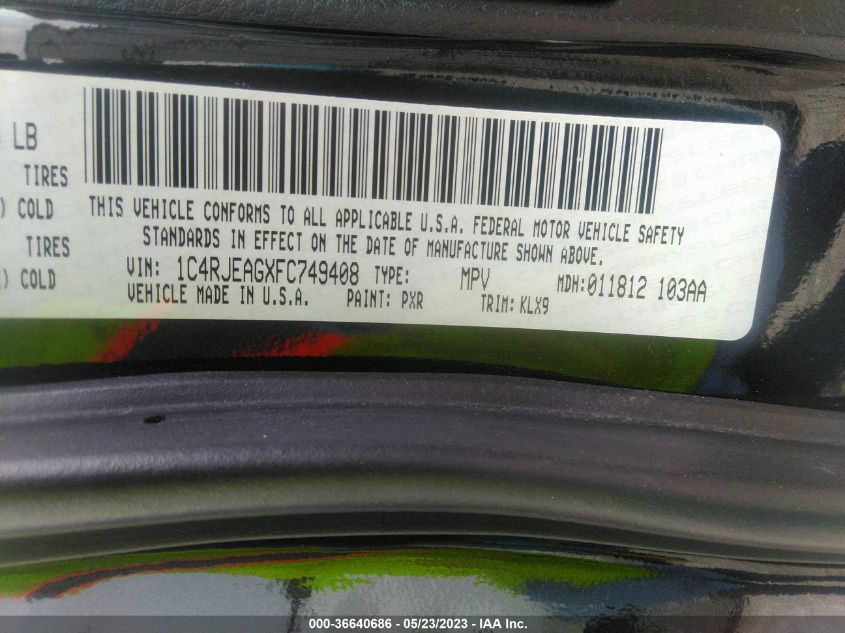 LB
TIRES
) COLD
TIRES
) COLD
THIS VEHICLE CONFORMS TO ALL APPLICABLE U.S.A. FEDERAL MOTOR VEHICLE SAFETY
STANDARDS IN EFFECT ON THE DATE OF MANUFACTURE SHOWN ABOVE.
VIN: 1C4RJEAGXFC749408 TYPE: MPV MDH:011812 103AA
VEHICLE MADE IN U.S.A. PAINT: PXR TRIM: KLX9
000-36640686 - 05/23/2023 - IAA Inc.